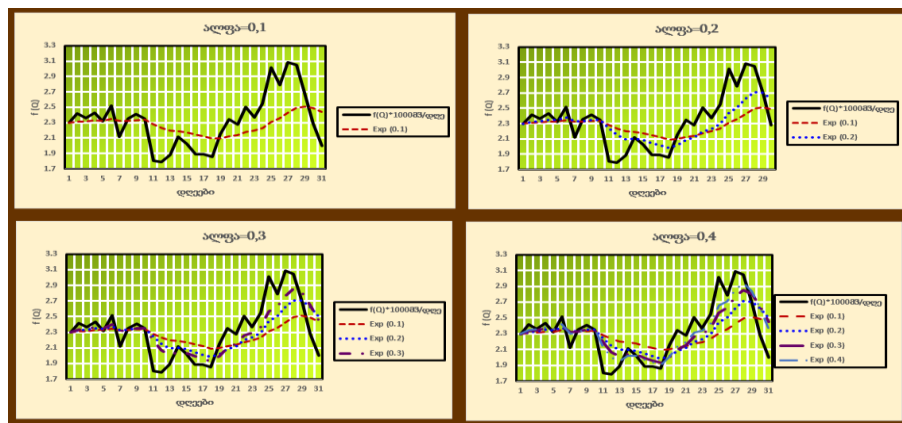 ალფა=0,1
3.3
3.1
2.9
2.7
2.5
2.3
2.1
1.9
1.7
f (Q)
1 3 5 7 9 11 13 15 17 19 21 23 25 27 29 31
დღეები
f(Q)*1000მ3/დღე
Exp (0.1)
ალფა=0,2
3.3
3.1
2.9
2.7
2.5
2.3
2.1
1.9
1.7
f (Q)
1 3 5 7 9 11 13 15 17 19 21 23 25 27 29
დღეები
f(Q)*1000მ3/დღე
Exp (0.1)
Exp (0.2)
ალფა=0,3
3.3
3.1
2.9
2.7
2.5
2.3
2.1
1.9
1.7
f (Q)
1 3 5 7 9 11 13 15 17 19 21 23 25 27 29 31
დღეები
f(Q)*1000მ3/დღე
Exp (0.1)
Exp (0.2)
Exp (0.3)
ალფა=0,4
3.3
3.1
2.9
2.7
2.5
2.3
2.1
1.9
1.7
f (Q)
1 3 5 7 9 11 13 15 17 19 21 23 25 27 29 31
დღეები
f(Q)*1000მ3/დღე
Exp (0.1)
Exp (0.2)
Exp (0.3)
Exp (0.4)